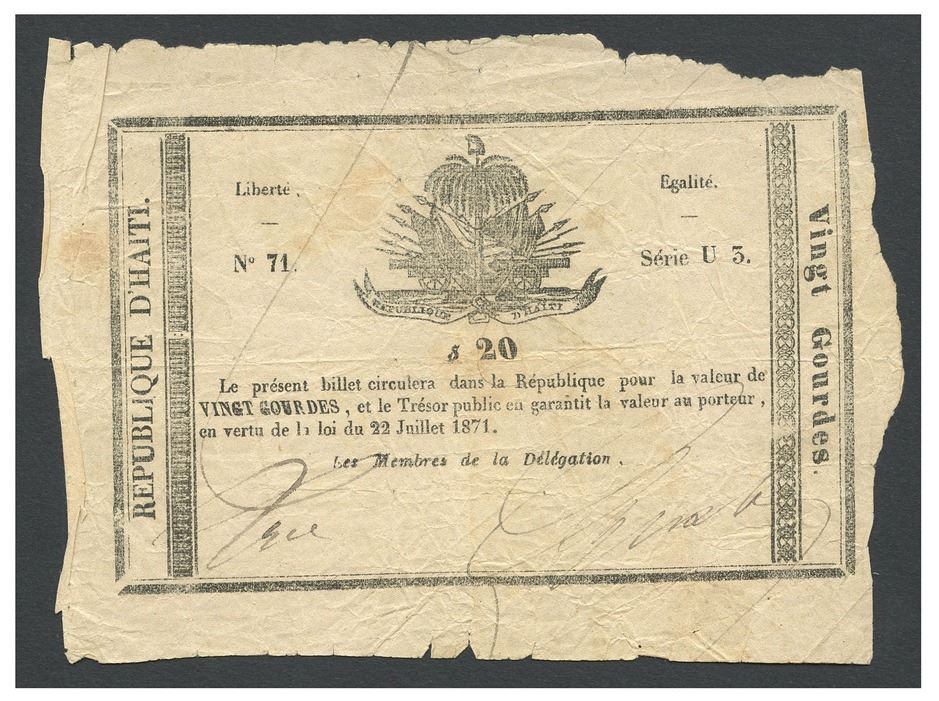 REPUBLIQUE D'HAITI.
Liberté.
Egalité.
N° 71.
Série U 3.
REPUBLIQUE D'HAITI
20
Le présent billet circulera dans la République pour la valeur de
VINGT GOURDES, et le Trésor public en garantit la valeur au porteur,
en vertu de la loi du 22 Juillet 1871.
Les Membres de la Délégation.
Vingt Gourdes.